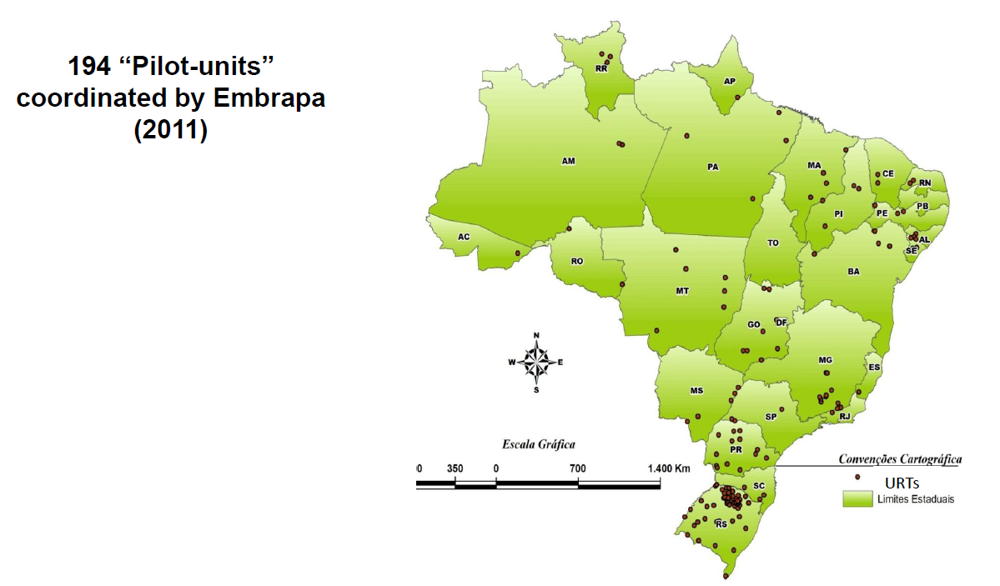 194 “Pilot-units”
coordinated by Embrapa
(2011)
RR
AP
AM
PA
MA
CE
RN
PB
PI
PE
AL
SE
AC
TO
RO
BA
MT
GO
DF
MG
ES
MS
SP
RJ
PR
SC
RS
N
W
E
S
Escala Gráfica
0 350 0 700 1.400 Km
Convenções Cartográfica
URTs
Limites Estaduais